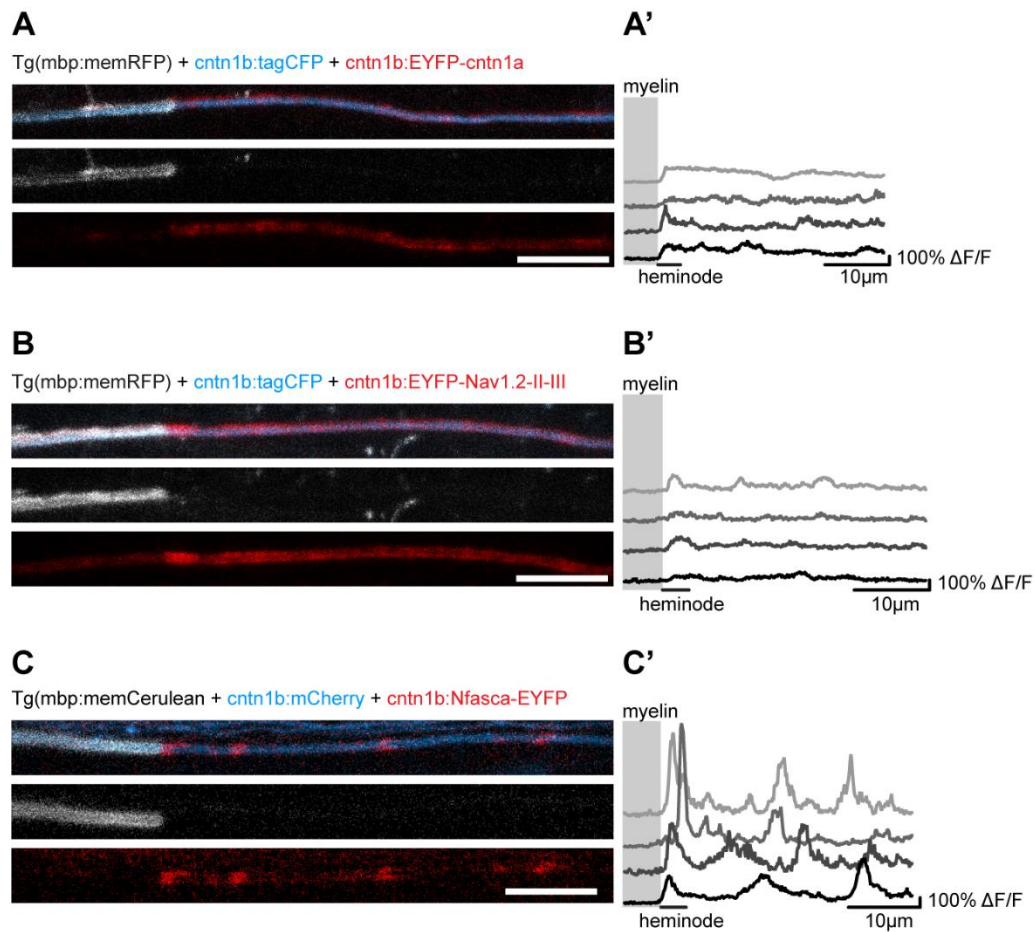 A
A'
Tg(mbp:memRFP) + cntn1b:tagCFP + cntn1b:EYFP-cntn1a
myelin
100% ΔF/F
heminode
10µm
B
B'
Tg(mbp:memRFP) + cntn1b:tagCFP + cntn1b:EYFP-Nav1.2-II-III
myelin
100% ΔF/F
heminode
10µm
C
C'
Tg(mbp:memCerulean + cntn1b:mCherry + cntn1b:Nfasca-EYFP
myelin
100% ΔF/F
heminode
10µm